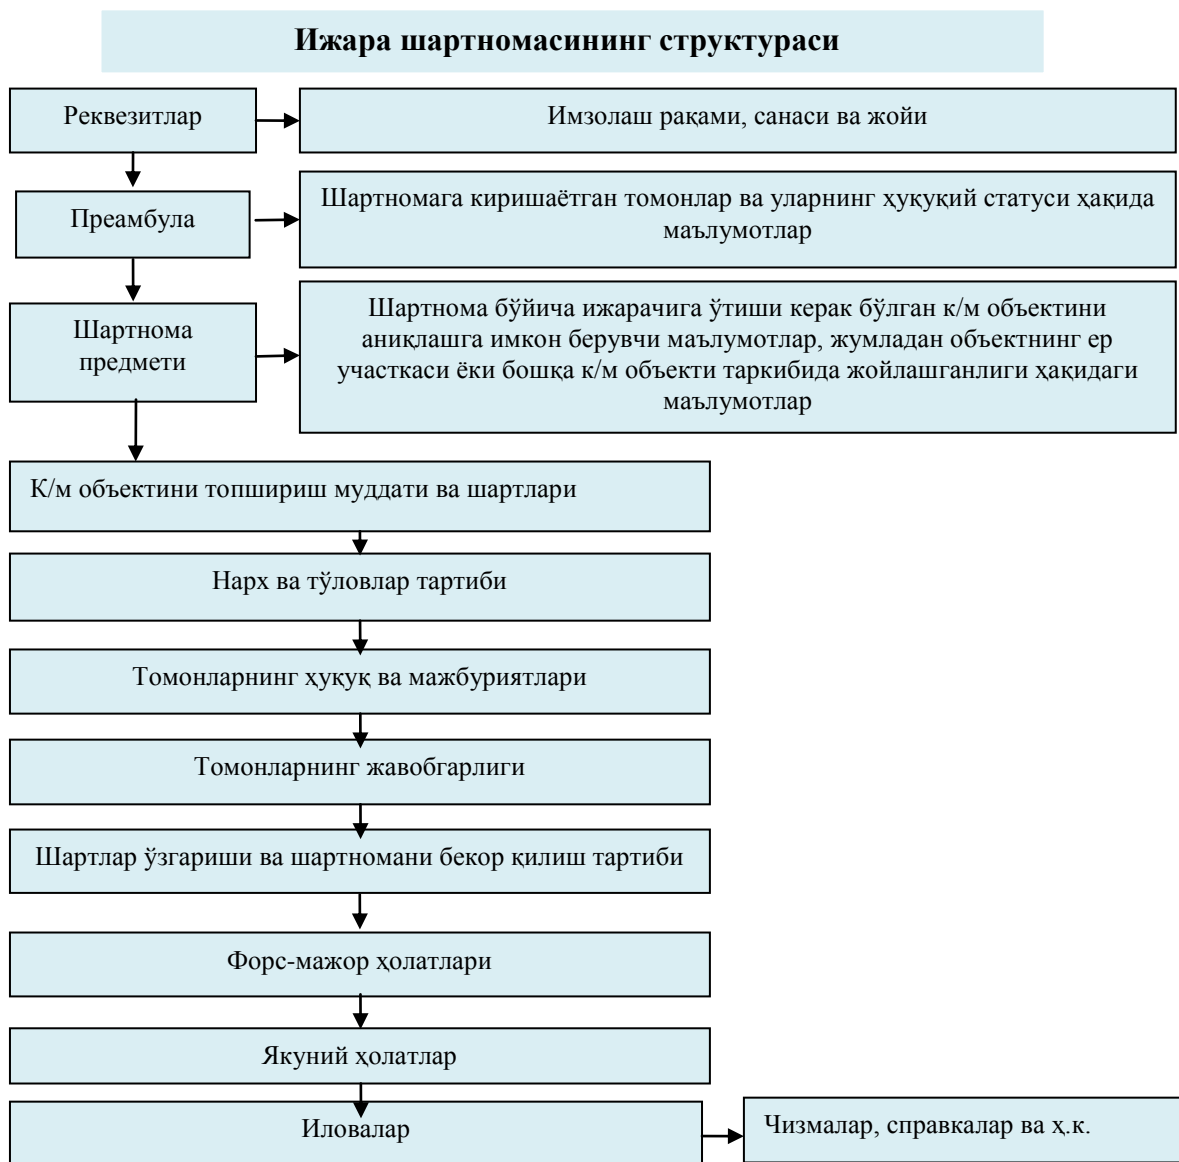 Ижара шартномасининг структураси
Реквезитлар
Имзолаш рақами, санаси ва жойи
Преамбула
Шартномага киришаётган томонлар ва уларнинг ҳуқуқий статуси ҳақида
маълумотлар
Шартнома
предмети
Шартнома бўйича ижарачига ўтиши керак бўлган к/м объектини
аниқлашга имкон берувчи маълумотлар, жумладан объектнинг ер
участкаси ёки бошқа к/м объекти таркибида жойлашганлиги ҳақидаги
маълумотлар
К/м объектини топшириш муддати ва шартлари
Нарх ва тўловлар тартиби
Томонларнинг ҳуқуқ ва мажбуриятлари
Томонларнинг жавобгарлиги
Шартлар ўзгариши ва шартномани бекор қилиш тартиби
Форс-мажор ҳолатлари
Якуний ҳолатлар
Иловалар
Чизмалар, справкалар ва ҳ.к.